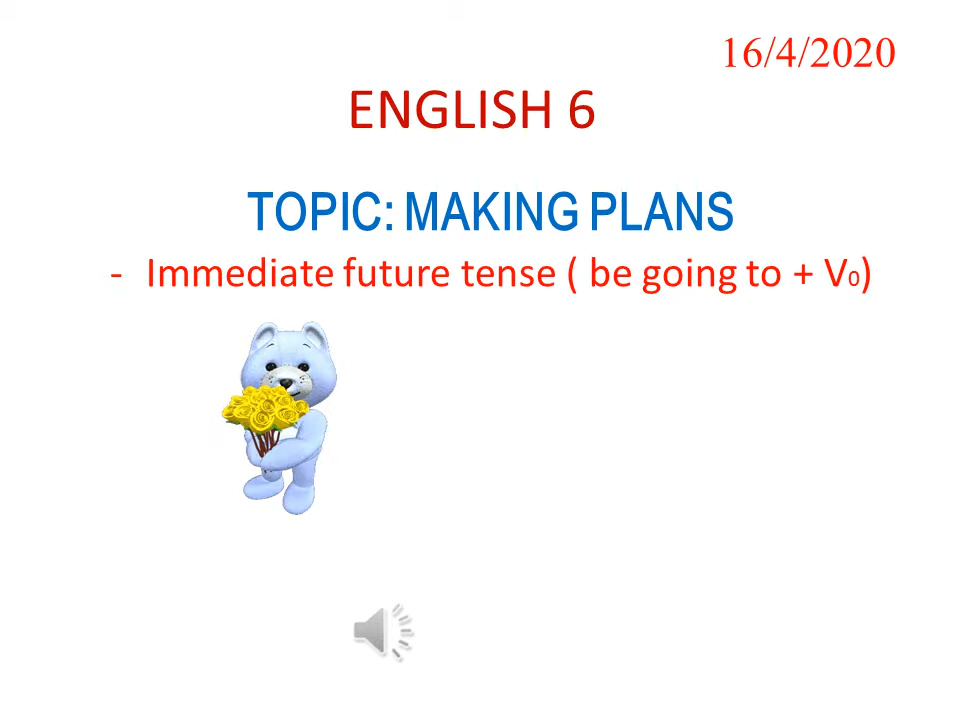 16/4/2020
ENGLISH 6
TOPIC: MAKING PLANS
- Immediate future tense ( be going to + V₀)